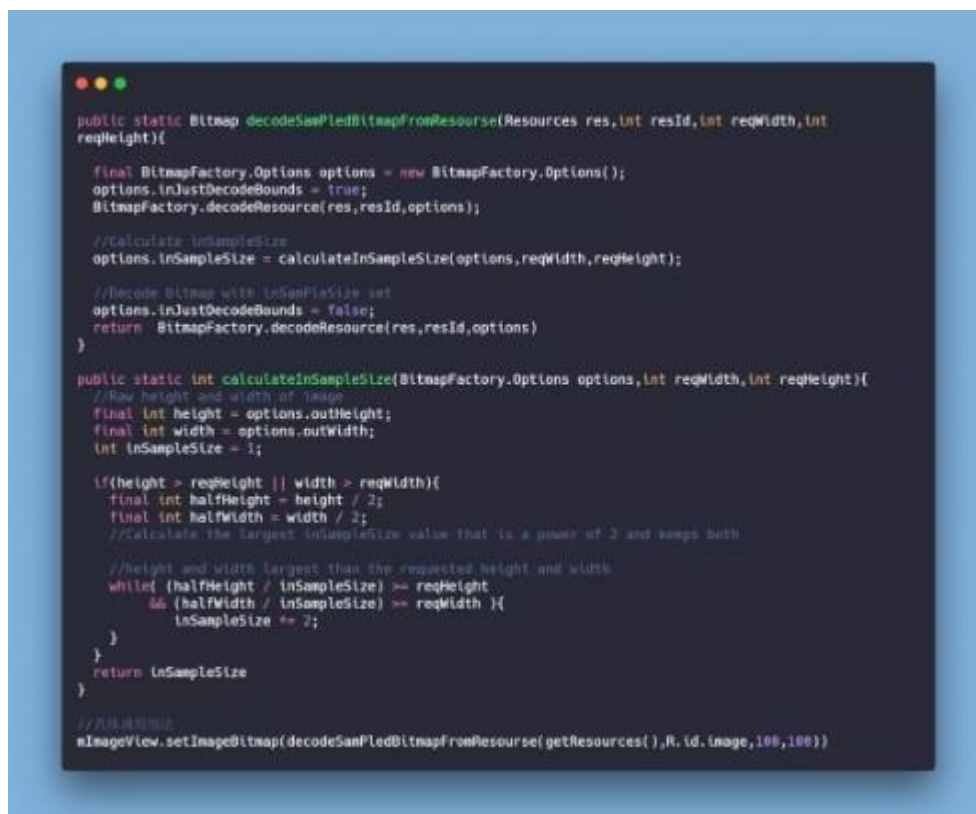 public static Bitmap decodeSamPledBitmapFromResourse(Resources res,int resId,int reqWidth,int
reqHeight){
final BitmapFactory.Options options = new BitmapFactory.Options();
options.inJustDecodeBounds = true;
BitmapFactory.decodeResource(res,resId,options);
//Calculate inSampleSize
options.inSampleSize = calculateInSampleSize(options,reqWidth,reqHeight);
//Decode bitmap with inSamPleSize set
options.inJustDecodeBounds = false;
return BitmapFactory.decodeResource(res,resId,options)
}
public static int calculateInSampleSize(BitmapFactory.Options options,int reqWidth,int reqHeight){
//Raw height and width of image
final int height = options.outHeight;
final int width = options.outWidth;
int inSampleSize = 1;
if(height > reqHeight || width > reqWidth){
final int halfHeight = height / 2;
final int halfWidth = width / 2;
//Calculate the largest inSampleSize value that is a power of 2 and keeps both
//height and width largest than the requested height and width
while( (halfHeight / inSampleSize) >= reqHeight
&& (halfWidth / inSampleSize) >= reqWidth ){
inSampleSize *= 2;
}
}
return inSampleSize
}
//
mImageView.setImageBitmap(decodeSamPledBitmapFromResourse(getResources(),R.id.image,100,100))